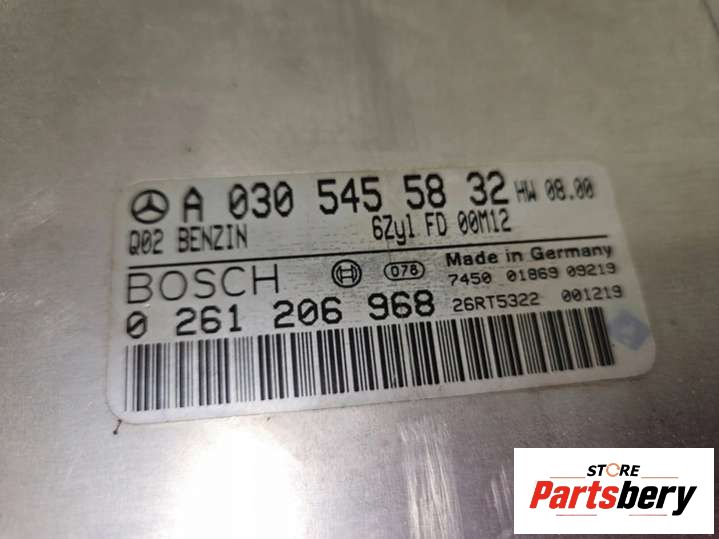 A 030 545 58 32 HW 08.00
Q02 BENZIN 6Zyl FD 00M12
BOSCH 078 Made in Germany
7450 01869 09219
0 261 206 968 26RT5322 001219
STORE
Partsbery